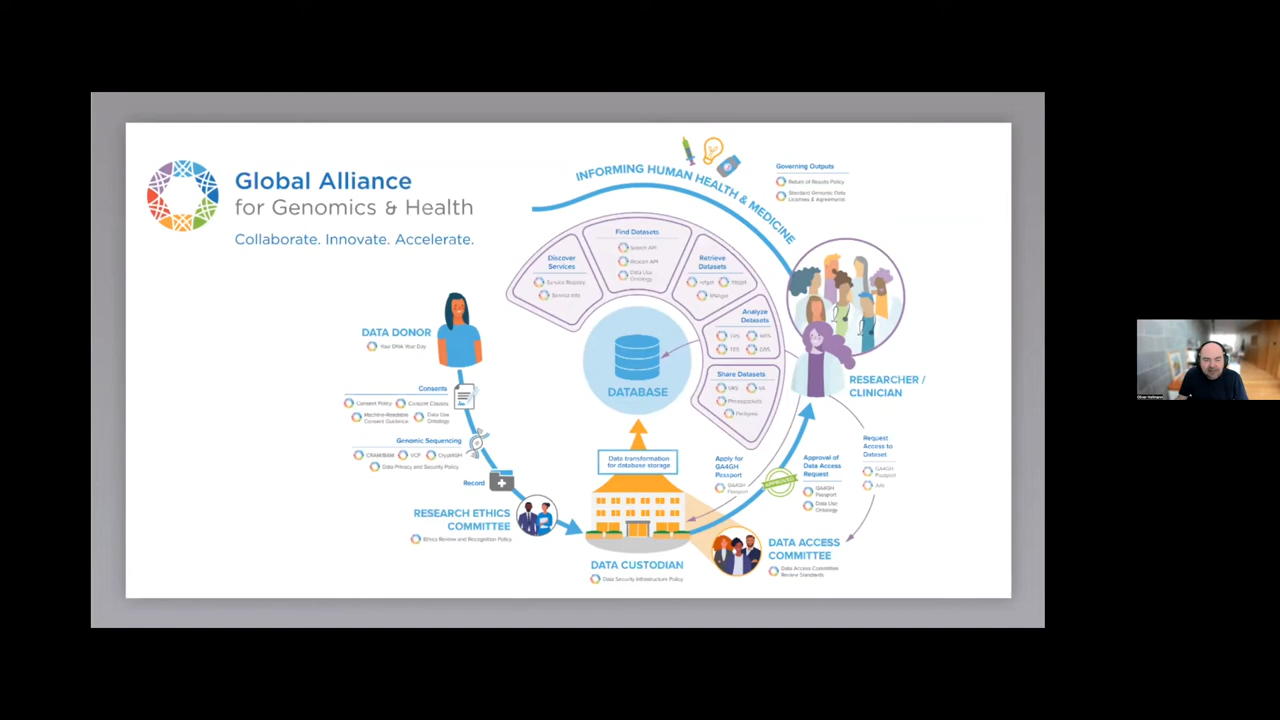 Global Alliance
for Genomics & Health
Collaborate. Innovate. Accelerate.
INFORMING HUMAN HEALTH & MEDICINE
Governing Outputs
Return of Results Policy
Standard Genomic Data
Licenses & Agreements
Discover
Services
Service Registry
Service Info
Find Datasets
Search API
Beacon API
Data Use
Ontology
Retrieve
Datasets
refget
htsget
Analyze
Datasets
Share Datasets
Phenopackets
Pedigree
DATABASE
DATA DONOR
Your DNA Your Day
Consents
Consent Policy
Consent Clauses
Machine-Readable
Consent Guidance
Data Use
Ontology
Genomic Sequencing
CRAM/BAM
VCF
Crypt4GH
Data Privacy and Security Policy
Record
RESEARCH ETHICS
COMMITTEE
Ethics Review and Recognition Policy
Data transformation
for database storage
DATA CUSTODIAN
Data Security Infrastructure Policy
Apply for
GA4GH
Passport
GA4GH
Passport
APPROVED
Approval of
Data Access
Request
GA4GH
Passport
Data Use
Ontology
RESEARCHER /
CLINICIAN
Request
Access to
Dataset
GA4GH
Passport
AAI
DATA ACCESS
COMMITTEE
Data Access Committee
Review Standards